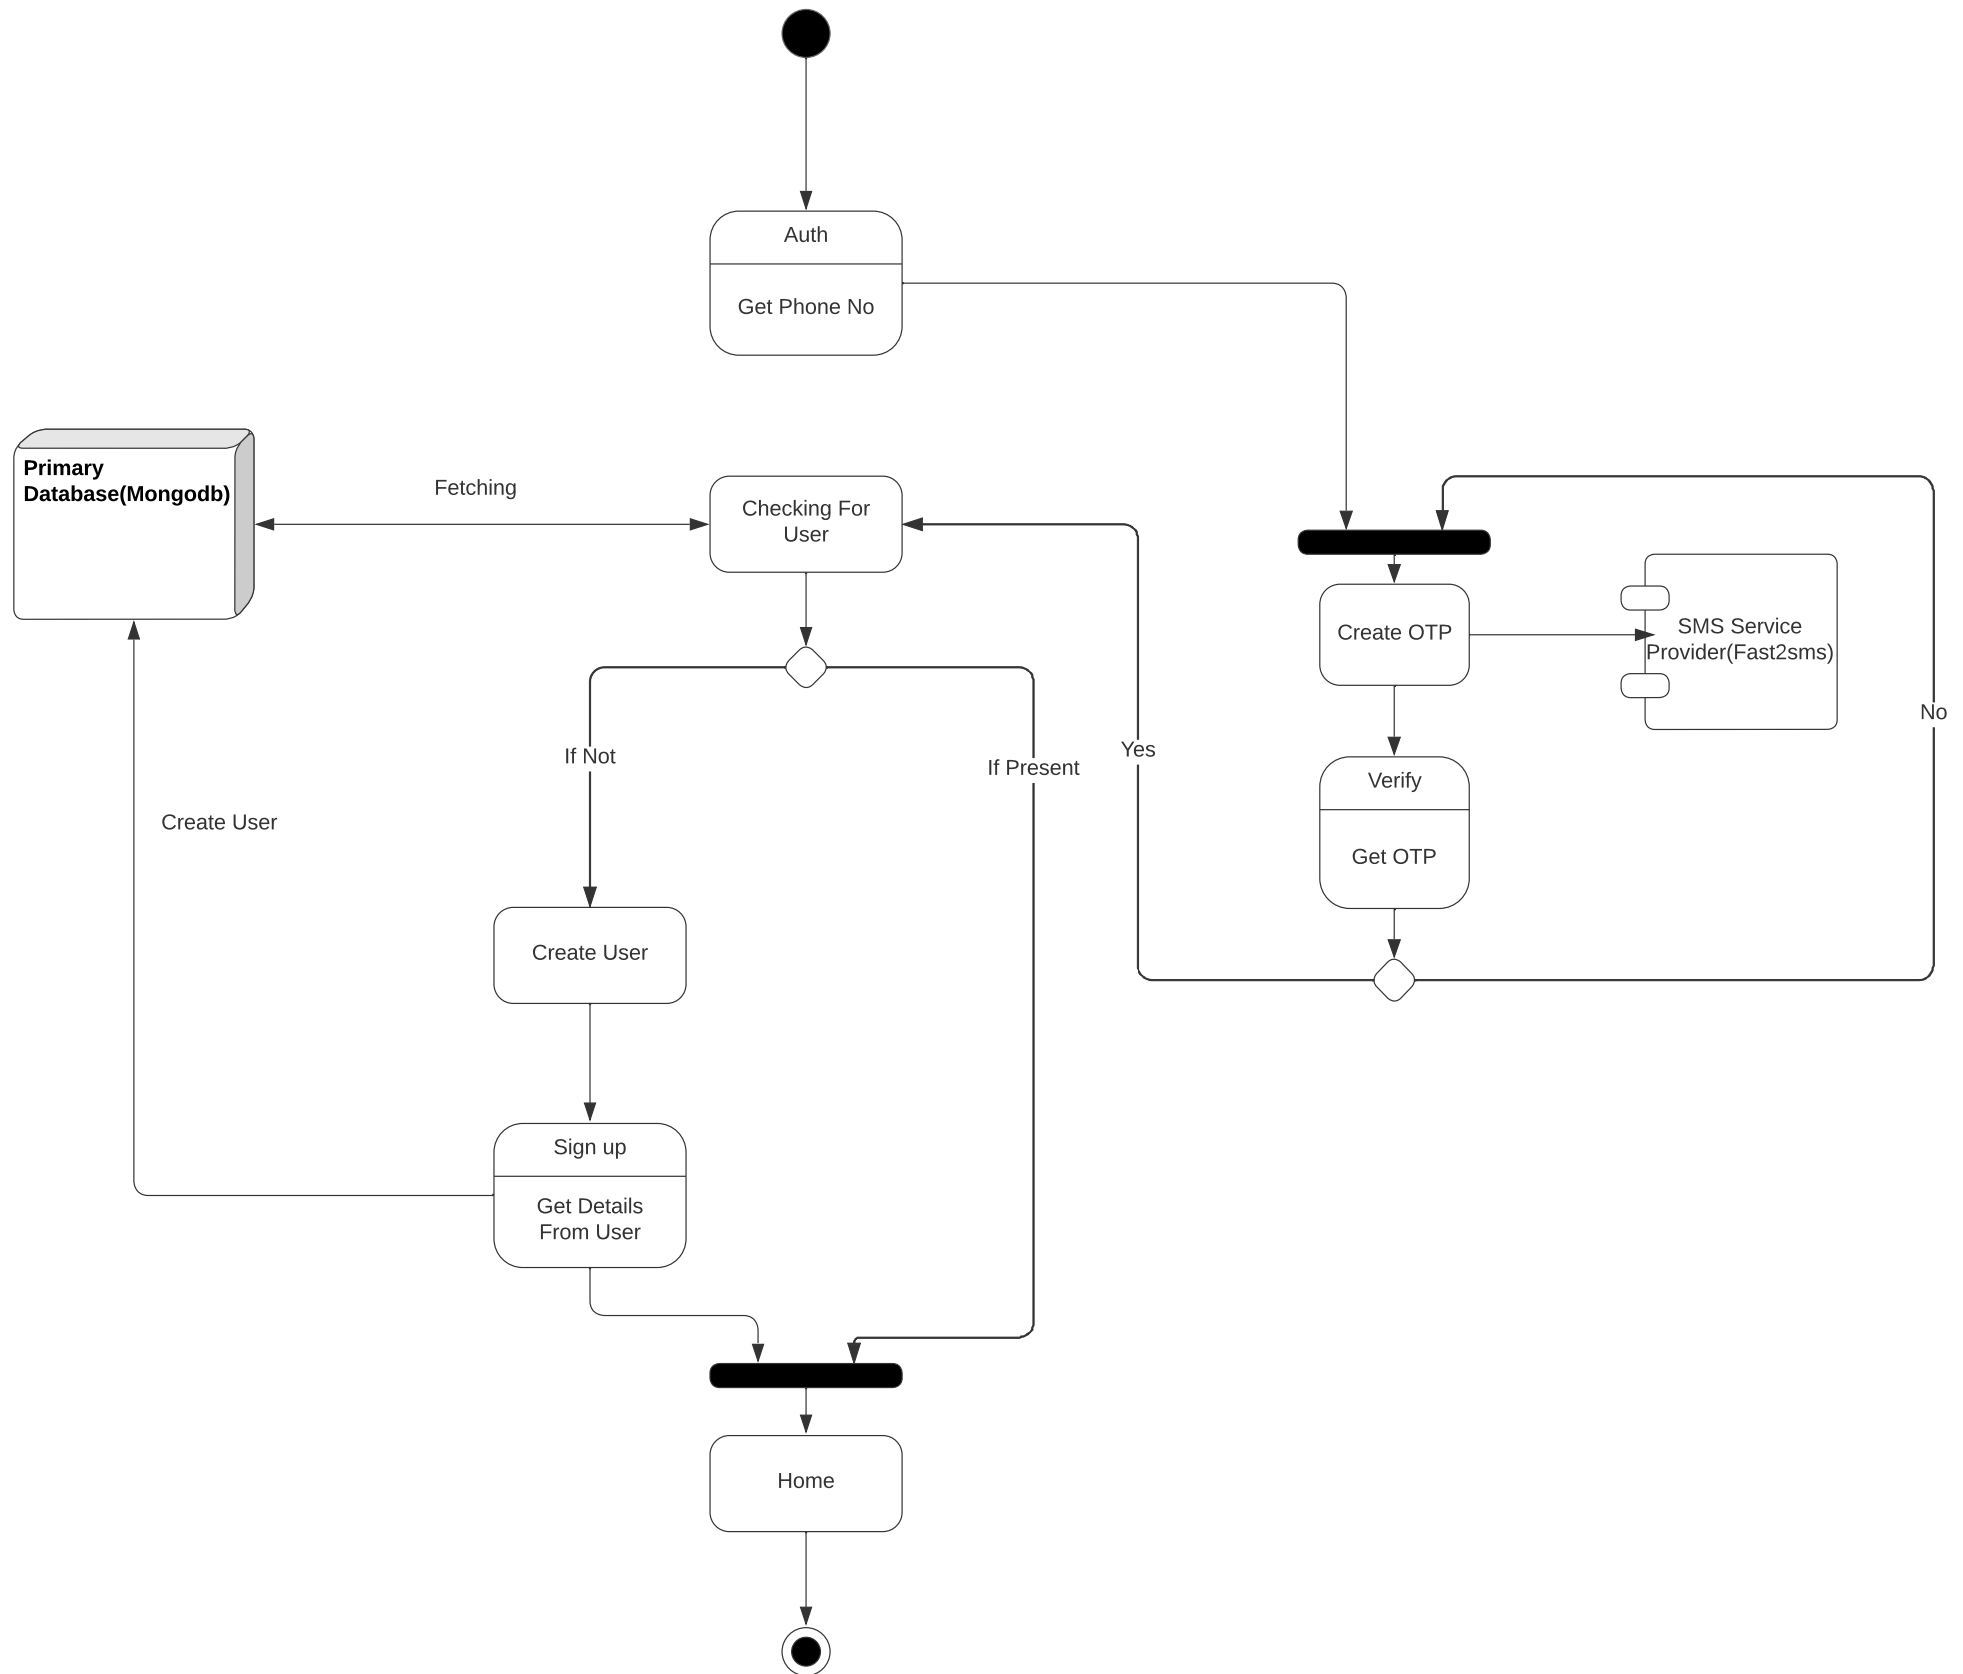 Auth
Get Phone No
Primary
Database(Mongodb)
Fetching
Checking For
User
Create OTP
SMS Service
Provider(Fast2sms)
No
Yes
If Not
If Present
Verify
Get OTP
Create User
Create User
Sign up
Get Details
From User
Home